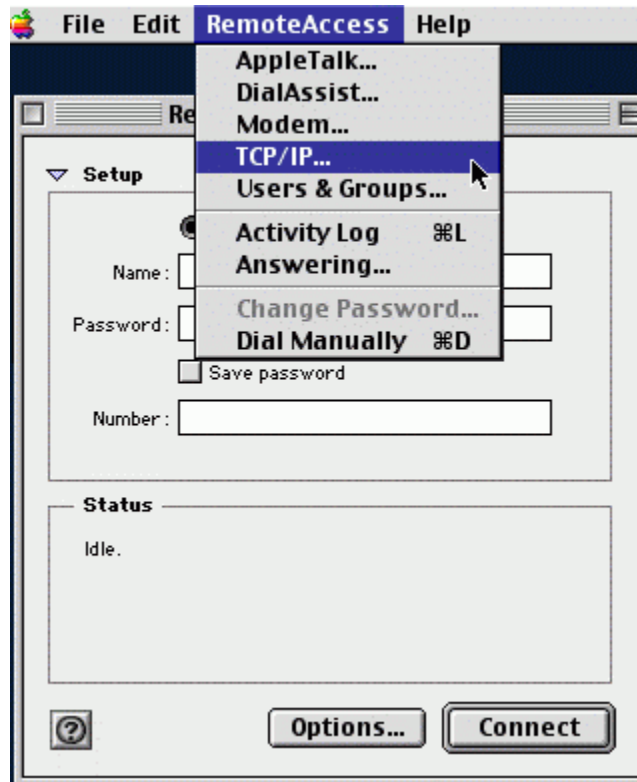 File Edit RemoteAccess Help
AppleTalk...
DialAssist...
Modem...
TCP/IP...
Users & Groups...
Activity Log ⌘L
Answering...
Change Password...
Dial Manually ⌘D
Re
Setup
Name:
Password:
Save password
Number:
Status
Idle.
?
Options...
Connect